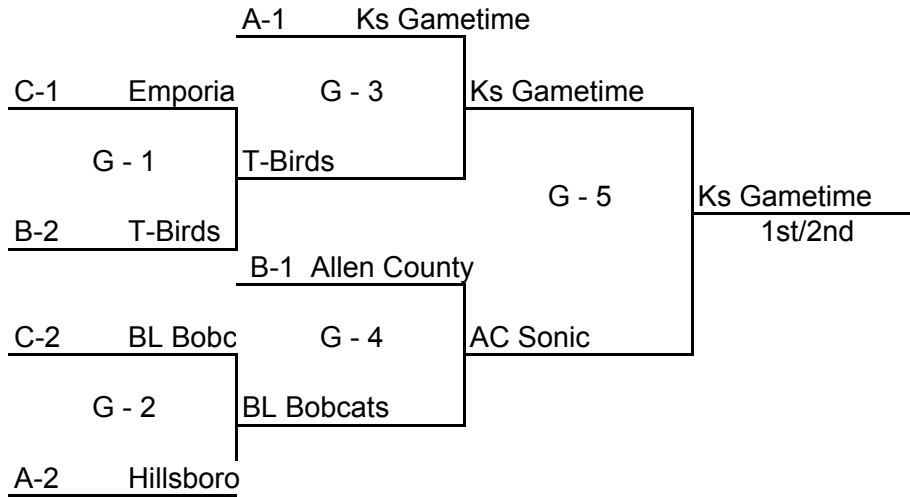 A-1 Ks Gametime
C-1 Emporia G - 3 Ks Gametime
G - 1 T-Birds
G - 5 Ks Gametime
B-2 T-Birds 1st/2nd
B-1 Allen County
C-2 BL Bobc G - 4 AC Sonic
G - 2 BL Bobcats
A-2 Hillsboro